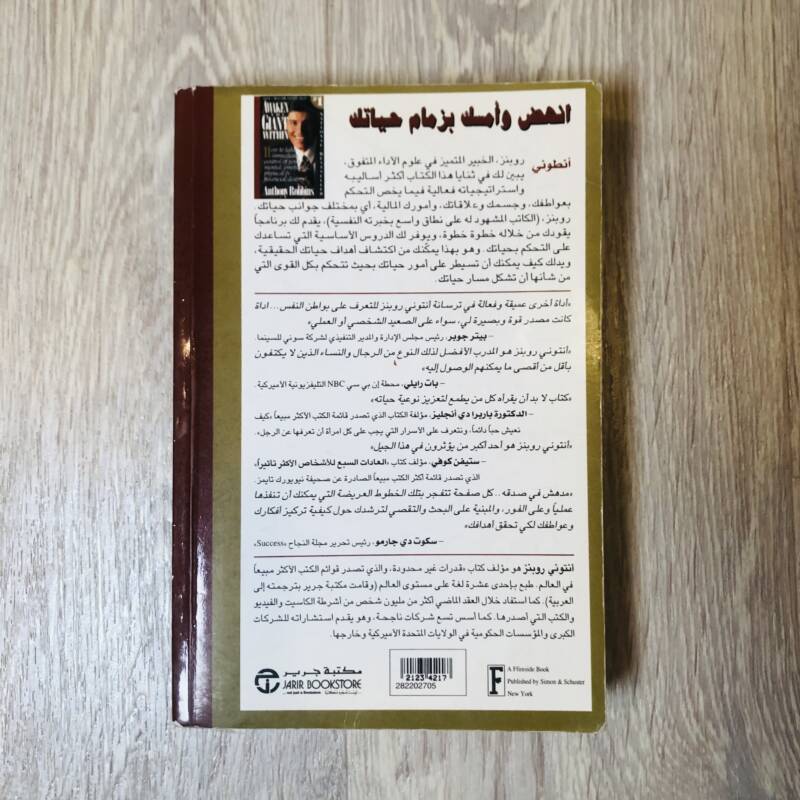 انهض وأمسك بزمام حياتك
AWAKEN
THE
GIANT
WITHIN
Anthony Robbins
أنطوني روبنز، الخبير المتميز في علوم الأداء المتفوق،
يبين لك في ثنايا هذا الكتاب أكثر أساليبه
واستراتيجياته فعالية فيما يخص التحكم
بعواطفك، وجسمك وعلاقاتك، وأمورك المالية، أي بمختلف جوانب حياتك.
روبنز، (الكاتب المشهود له على نطاق واسع بخبرته النفسية)، يقدم لك برنامجاً
يقودك من خلاله خطوة خطوة، ويوفر لك الدروس الأساسية التي تساعدك
على التحكم بحياتك. وهو بهذا يمكنك من اكتشاف أهداف حياتك الحقيقية،
ويدلك كيف يمكنك أن تسيطر على أمور حياتك بحيث تتحكم بكل القوى التي
من شأنها أن تشكل مسار حياتك.
«أداة أخرى عميقة وفعالة في ترسانة أنتوني روبنز للتعرف على بواطن النفس... أداة
كانت مصدر قوة وبصيرة لي، سواء على الصعيد الشخصي أو العملي»
– بيتر جوبر، رئيس مجلس الإدارة والمدير التنفيذي لشركة سوني للسينما.
«أنتوني روبنز هو المدرب الأفضل لذلك النوع من الرجال والنساء الذين لا يكتفون
بأقل من أقصى ما يمكنهم الوصول إليه»
– بات رايلي، محطة إن بي سي NBC التليفزيونية الأميركية.
«كتاب لا بد أن يقرأه كل من يطمع لتعزيز نوعية حياته»
– الدكتورة باربرا دي أنجليز، مؤلفة الكتاب الذي تصدر قائمة الكتب الأكثر مبيعاً «كيف
نعيش حباً دائماً، ونتعرف على الأسرار التي يجب على كل امرأة أن تعرفها عن الرجل».
«أنتوني روبنز هو أحد أكبر من يؤثرون في هذا الجيل»
– ستيفن كوفي، مؤلف كتاب «العادات السبع للأشخاص الأكثر تأثيراً»
الذي تصدر قائمة أكثر الكتب مبيعاً الصادرة عن صحيفة نيويورك تايمز.
«مدهش في صدقه.. كل صفحة تتفجر بتلك الخطوط العريضة التي يمكن أن تنفذها
عملياً وعلى الفور، والمبنية على البحث والتقصي لترشدك حول كيفية تركيز أفكارك
وعواطفك لكي تحقق أهدافك»
– سكوت دي جارمو، رئيس تحرير مجلة النجاح «Success»
أنتوني روبنز هو مؤلف كتاب «قدرات غير محدودة، والذي تصدر قوائم الكتب الأكثر مبيعاً
في العالم. طبع بإحدى عشرة لغة على مستوى العالم (وقامت مكتبة جرير بترجمته إلى
العربية). كما استفاد خلال العقد الماضي أكثر من مليون شخص من أشرطة الكاسيت والفيديو
والكتب التي أصدرها. كما أسس تسع شركات ناجحة، وهو يقدم استشاراته للشركات
الكبرى والمؤسسات الحكومية في الولايات المتحدة الأميركية وخارجها.
مكتبة جرير
JARIR BOOKSTORE
... not just a Bookstore
2123 4217
282202705
F
A Fireside Book
Published by Simon & Schuster
New York